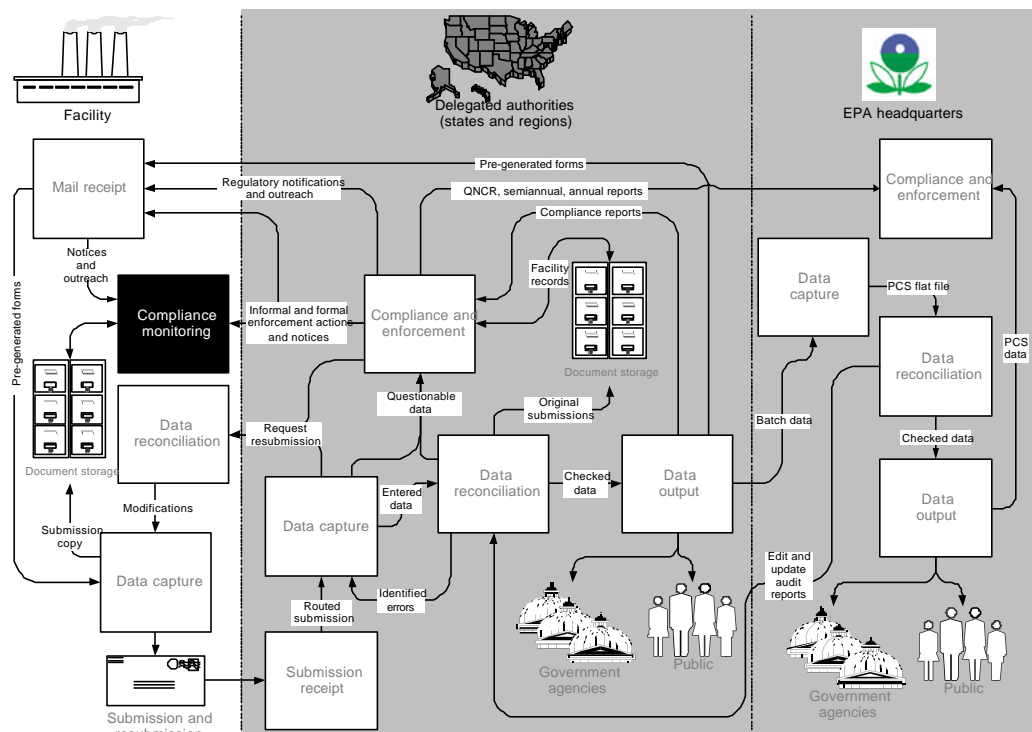 Facility
Delegated authorities
(states and regions)
EPA headquarters
Mail receipt
Pre-generated forms
Regulatory notifications
and outreach
QNCR, semiannual, annual reports
Compliance reports
Compliance and
enforcement
Notices
and
outreach
Pre-generated forms
Compliance
monitoring
Informal and formal
enforcement actions
and notices
Compliance and
enforcement
Facility
records
Document storage
Data
capture
PCS flat file
PCS
data
Data
reconciliation
Data
reconciliation
Document storage
Request
resubmission
Questionable
data
Original
submissions
Batch data
Checked data
Modifications
Submission
copy
Data capture
Data capture
Entered
data
Data
reconciliation
Checked
data
Data
output
Data
output
Identified
errors
Routed
submission
Edit and
update
audit
reports
Submission
receipt
Government
agencies
Public
Government
agencies
Public
Submission and
resubmission